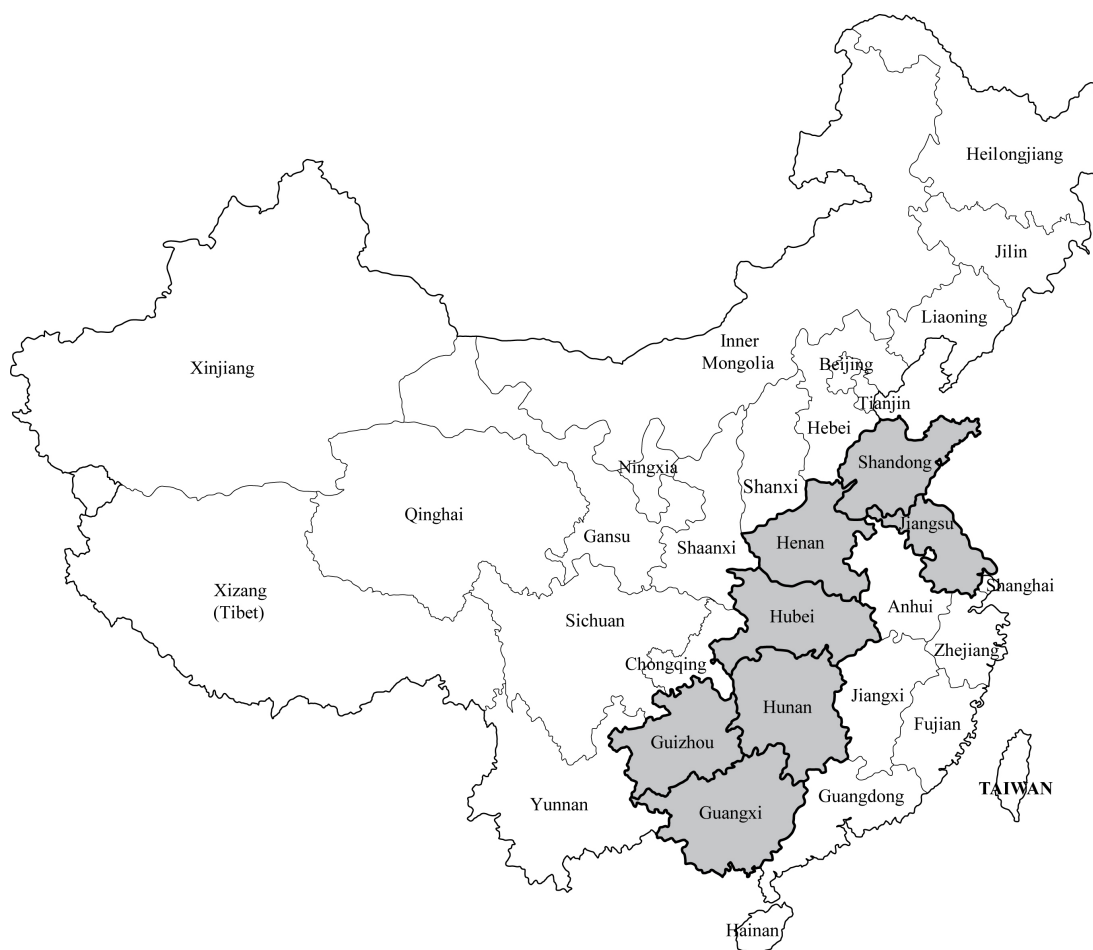 Heilongjiang
Jilin
Liaoning
Inner
Mongolia
Beijing
Xinjiang
Tianjin
Hebei
Shandong
Ningxia
Shanxi
Qinghai
Jiangsu
Gansu
Shaanxi
Henan
Shanghai
Xizang
(Tibet)
Anhui
Hubei
Sichuan
Zhejiang
Chongqing
Jiangxi
Hunan
Fujian
Guizhou
TAIWAN
Guangdong
Yunnan
Guangxi
Hainan